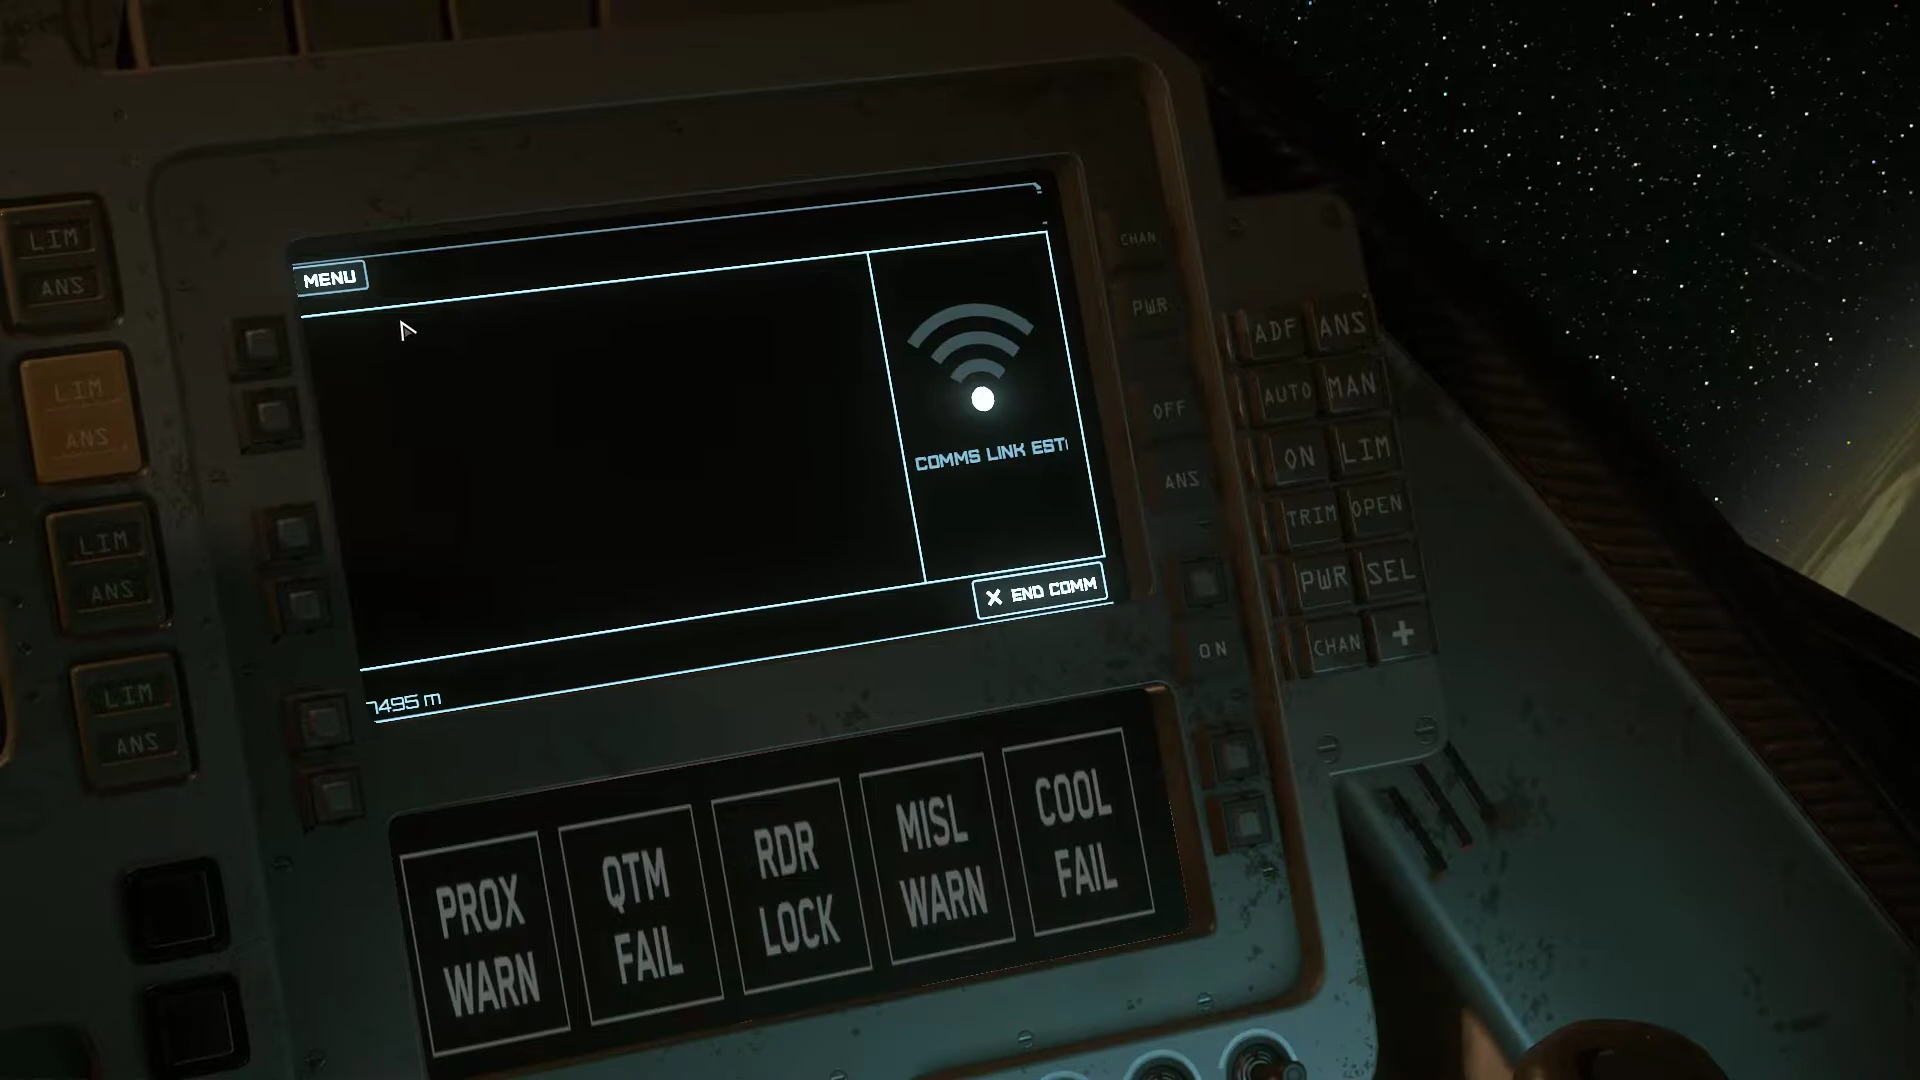 LIM
ANS
LIM
ANS
LIM
ANS
LIM
ANS
MENU
COMMS LINK EST
X END COMM
7495 m
CHAN
PWR
OFF
ANS
ON
ADF ANS
AUTO MAN
ON LIM
TRIM OPEN
PWR SEL
CHAN +
PROX
WARN
QTM
FAIL
RDR
LOCK
MISL
WARN
COOL
FAIL